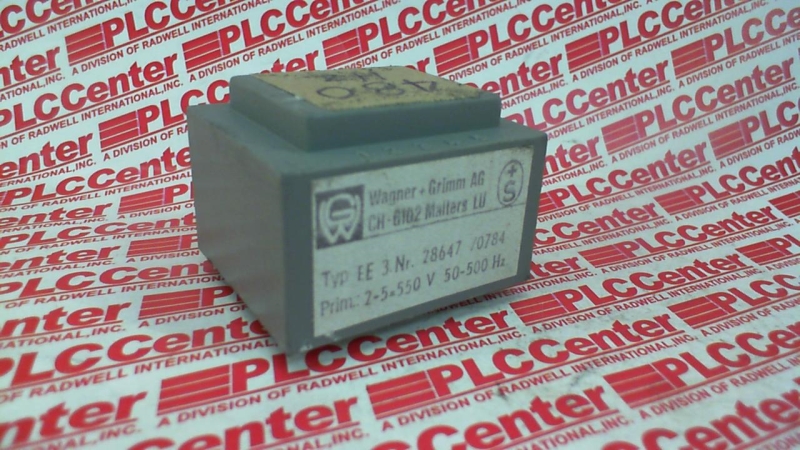 Wagner + Grimm AG
CH-6102 Malters LU
+
S
Typ EE 3 Nr. 28647 /0784
Prim.: 2-5-550 V 50-500 Hz
PLCCenter
A DIVISION OF RADWELL INTERNATIONAL, INC.